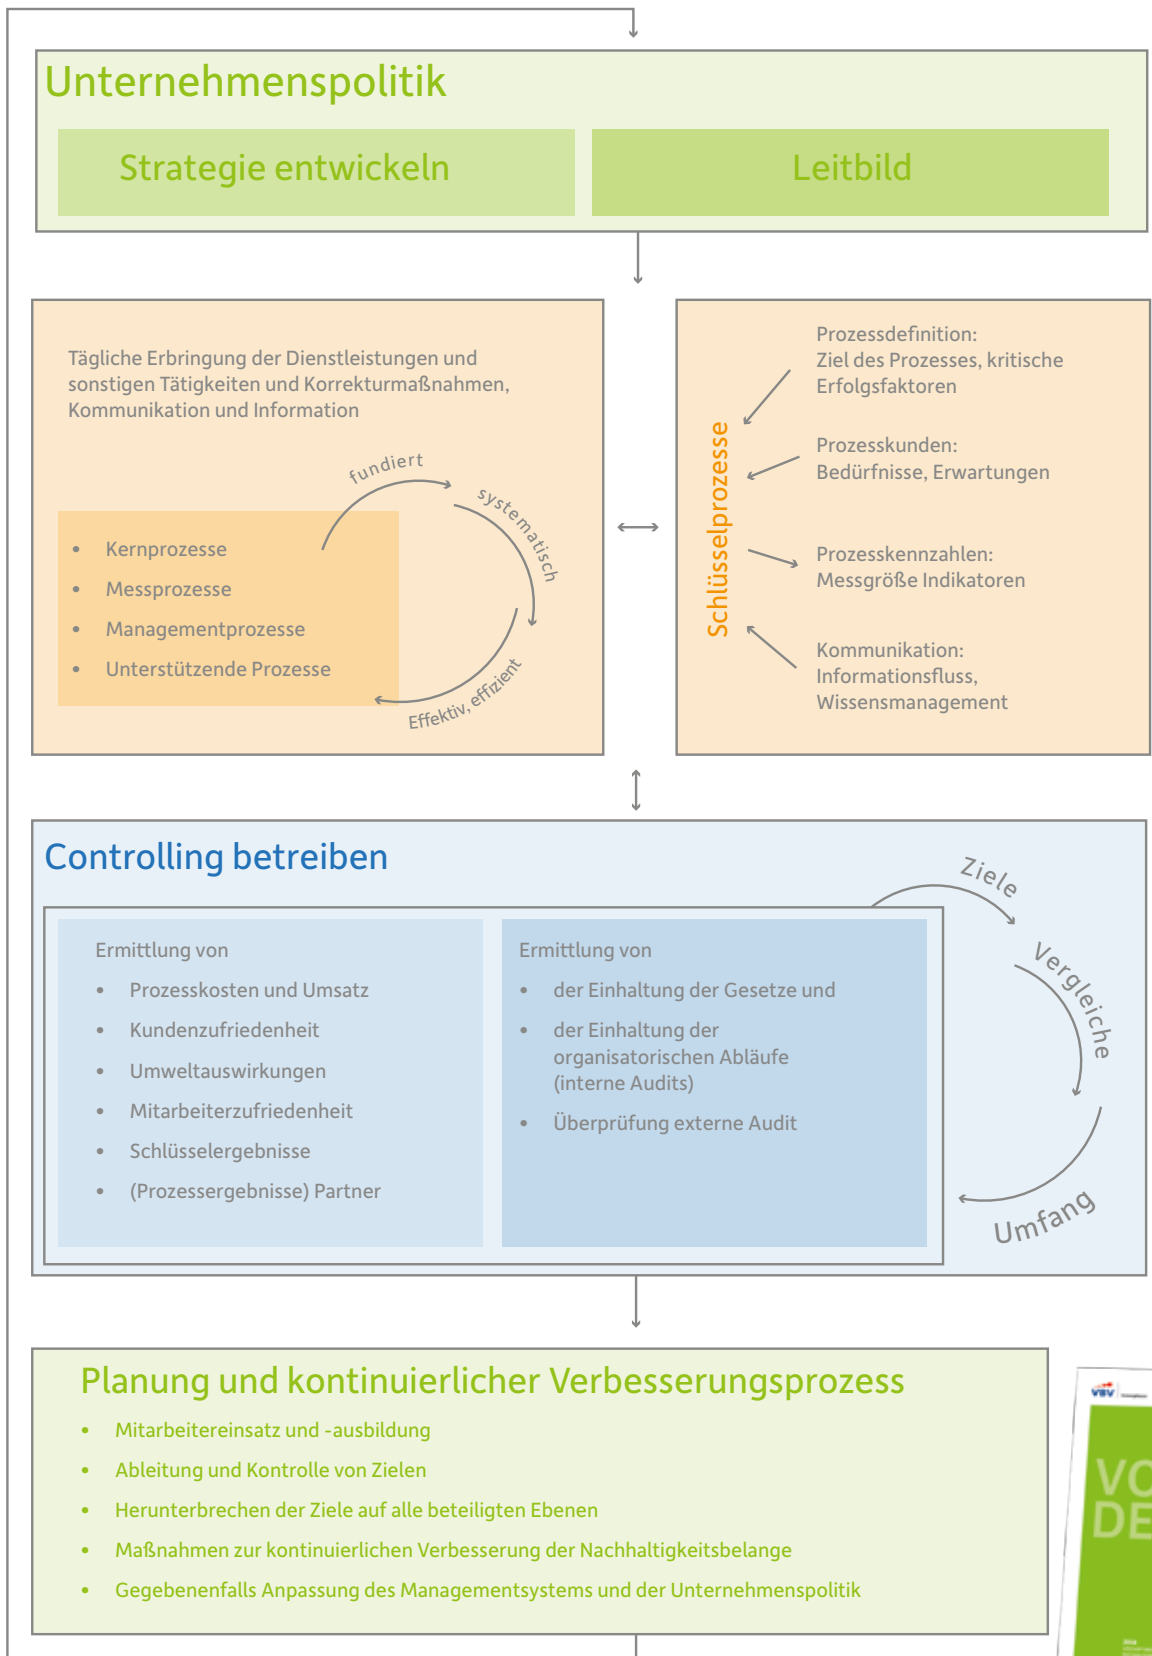 Unternehmenspolitik
Strategie entwickeln
Leitbild
Tägliche Erbringung der Dienstleistungen und
sonstigen Tätigkeiten und Korrekturmaßnahmen,
Kommunikation und Information
fundiert
systematisch
Effektiv, effizient
• Kernprozesse
• Messprozesse
• Managementprozesse
• Unterstützende Prozesse
Schlüsselprozesse
Prozessdefinition:
Ziel des Prozesses, kritische
Erfolgsfaktoren
Prozesskunden:
Bedürfnisse, Erwartungen
Prozesskennzahlen:
Messgröße Indikatoren
Kommunikation:
Informationsfluss,
Wissensmanagement
Controlling betreiben
Ermittlung von
• Prozesskosten und Umsatz
• Kundenzufriedenheit
• Umweltauswirkungen
• Mitarbeiterzufriedenheit
• Schlüsselergebnisse
• (Prozessergebnisse) Partner
Ermittlung von
• der Einhaltung der Gesetze und
• der Einhaltung der
organisatorischen Abläufe
(interne Audits)
• Überprüfung externe Audit
Ziele
Vergleiche
Umfang
Planung und kontinuierlicher Verbesserungsprozess
• Mitarbeitereinsatz und -ausbildung
• Ableitung und Kontrolle von Zielen
• Herunterbrechen der Ziele auf alle beteiligten Ebenen
• Maßnahmen zur kontinuierlichen Verbesserung der Nachhaltigkeitsbelange
• Gegebenenfalls Anpassung des Managementsystems und der Unternehmenspolitik
VBV
VO
DE